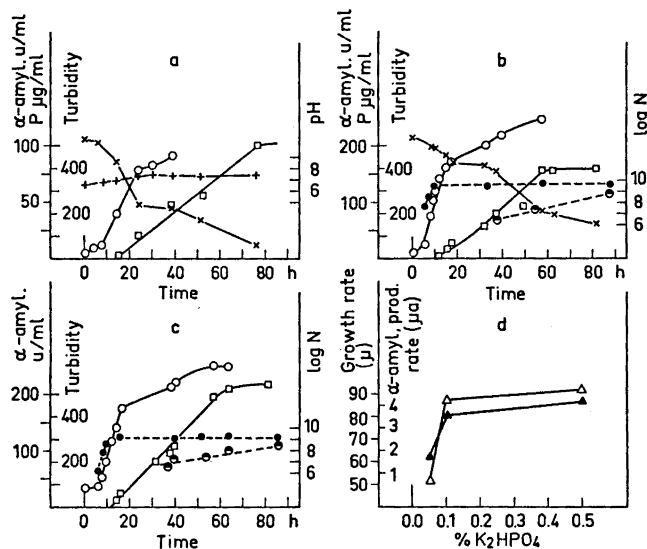 a
α-amyl. u/ml
P µg/ml
Turbidity
pH
100
50
400
200
8
6
0 20 40 60 80 h
Time
b
α-amyl. u/ml
P µg/ml
Turbidity
log N
200
100
400
200
10
8
6
0 20 40 60 80 h
Time
c
α-amyl.
u/ml
Turbidity
log N
200
100
400
200
10
8
6
0 20 40 60 80 h
Time
d
Growth rate
(µ)
α-amyl, prod.
rate (µa)
90
80
70
60
50
4
3
2
1
0.0 0.1 0.2 0.3 0.4 0.5
% K2HPO4